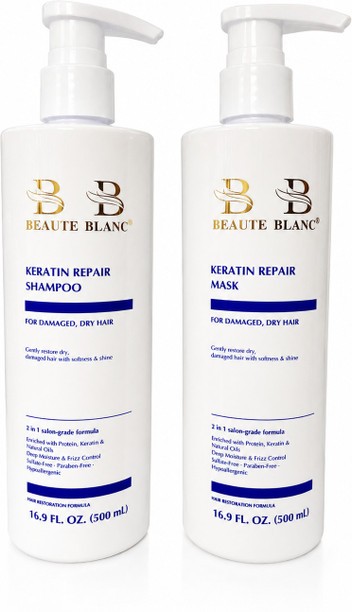 B B
BEAUTE BLANC®
KERATIN REPAIR
SHAMPOO
FOR DAMAGED, DRY HAIR
Gently restore dry,
damaged hair with softness & shine
2 in 1 salon-grade formula
Enriched with Protein, Keratin &
Natural Oils
Deep Moisture & Frizz Control
Sulfate-Free - Paraben-Free -
Hypoallergenic
HAIR RESTORATION FORMULA
16.9 FL. OZ. (500 mL)
B B
BEAUTE BLANC®
KERATIN REPAIR
MASK
FOR DAMAGED, DRY HAIR
Gently restore dry,
damaged hair with softness & shine
2 in 1 salon-grade formula
Enriched with Protein, Keratin &
Natural Oils
Deep Moisture & Frizz Control
Sulfate-Free - Paraben-Free -
Hypoallergenic
HAIR RESTORATION FORMULA
16.9 FL. OZ. (500 mL)